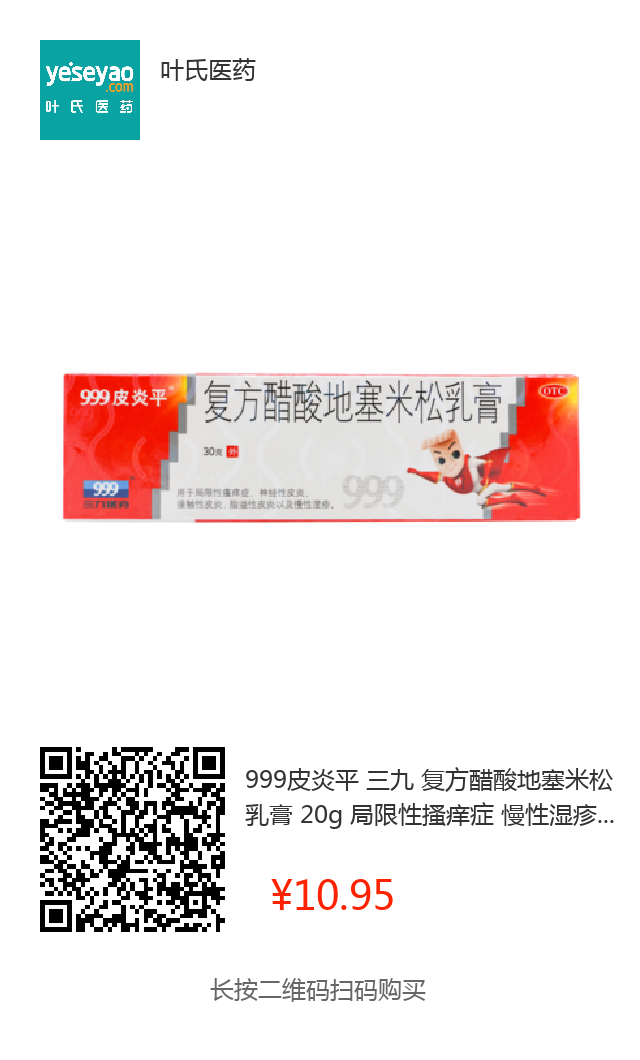 yeseyao
.com
叶氏医药
叶氏医药
999皮炎平®
复方醋酸地塞米松乳膏
OTC
30克 外
999
999
三九医药
用于局限性瘙痒症、神经性皮炎、
接触性皮炎、脂溢性皮炎以及慢性湿疹。
999皮炎平 三九 复方醋酸地塞米松
乳膏 20g 局限性搔痒症 慢性湿疹...
¥10.95
长按二维码扫码购买